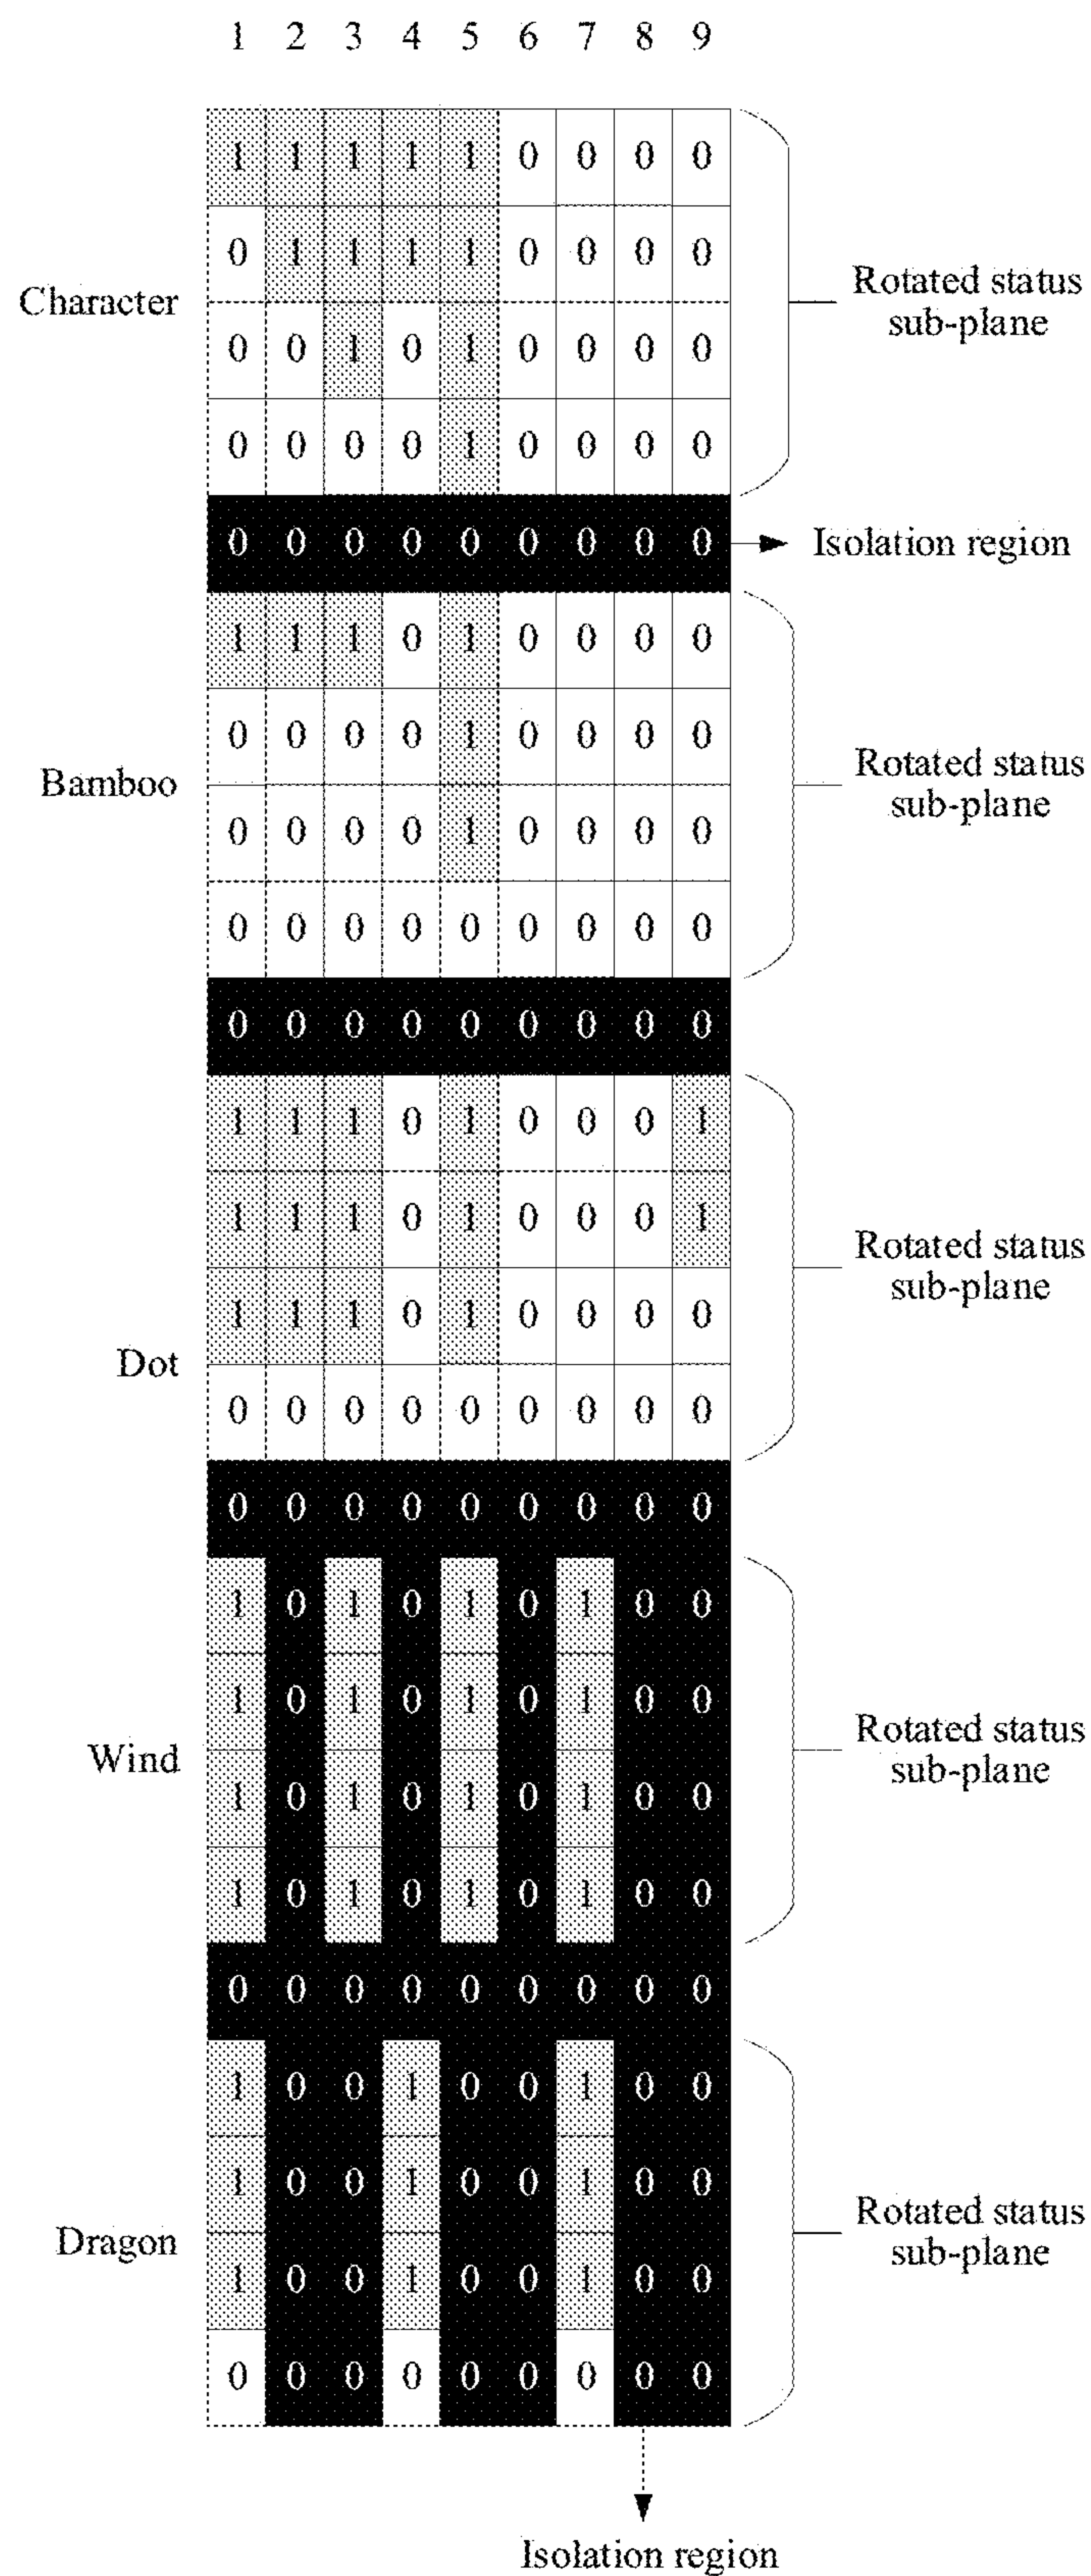 1 2 3 4 5 6 7 8 9
1 1 1 1 1 0 0 0 0
0 1 1 1 1 0 0 0 0
Character
Rotated status
sub-plane
0 0 1 0 1 0 0 0 0
0 0 0 0 1 0 0 0 0
0 0 0 0 0 0 0 0 0
Isolation region
1 1 1 0 1 0 0 0 0
0 0 0 0 1 0 0 0 0
Bamboo
Rotated status
sub-plane
0 0 0 0 1 0 0 0 0
0 0 0 0 0 0 0 0 0
0 0 0 0 0 0 0 0 0
1 1 1 0 1 0 0 0 1
1 1 1 0 1 0 0 0 1
Rotated status
sub-plane
1 1 1 0 1 0 0 0 0
Dot
0 0 0 0 0 0 0 0 0
0 0 0 0 0 0 0 0 0
1 0 1 0 1 0 1 0 0
1 0 1 0 1 0 1 0 0
Wind
Rotated status
sub-plane
1 0 1 0 1 0 1 0 0
1 0 1 0 1 0 1 0 0
0 0 0 0 0 0 0 0 0
1 0 0 1 0 0 1 0 0
1 0 0 1 0 0 1 0 0
Dragon
Rotated status
sub-plane
1 0 0 1 0 0 1 0 0
0 0 0 0 0 0 0 0 0
Isolation region